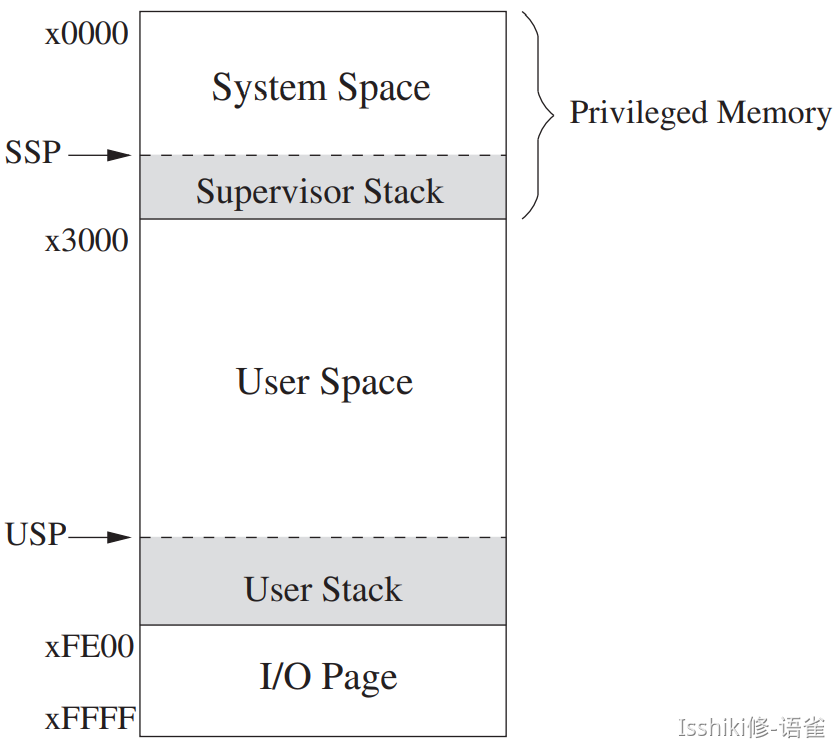 x0000
System Space
Privileged Memory
SSP
Supervisor Stack
x3000
User Space
USP
User Stack
xFE00
I/O Page
xFFFF
Isshiki修-语雀